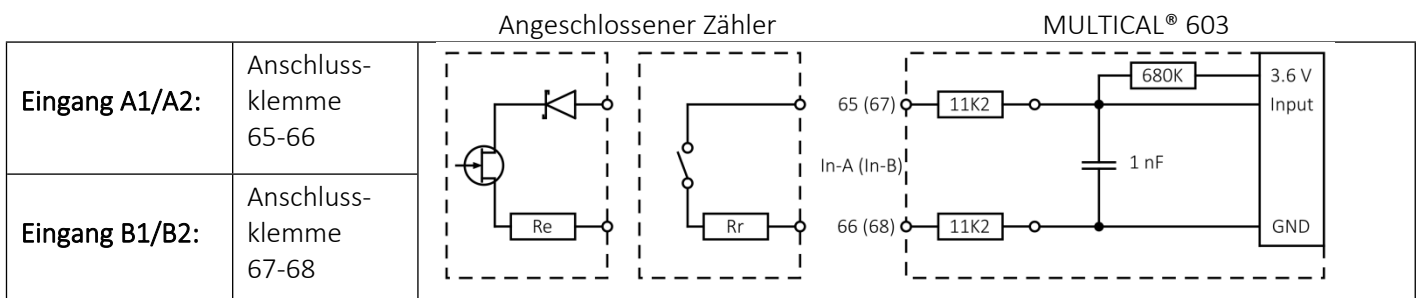 Angeschlossener Zähler
MULTICAL® 603
Eingang A1/A2:
Anschluss-
klemme
65-66
Eingang B1/B2:
Anschluss-
klemme
67-68
Re
Rr
65 (67)
In-A (In-B)
66 (68)
11K2
11K2
680K
1 nF
3.6 V
Input
GND